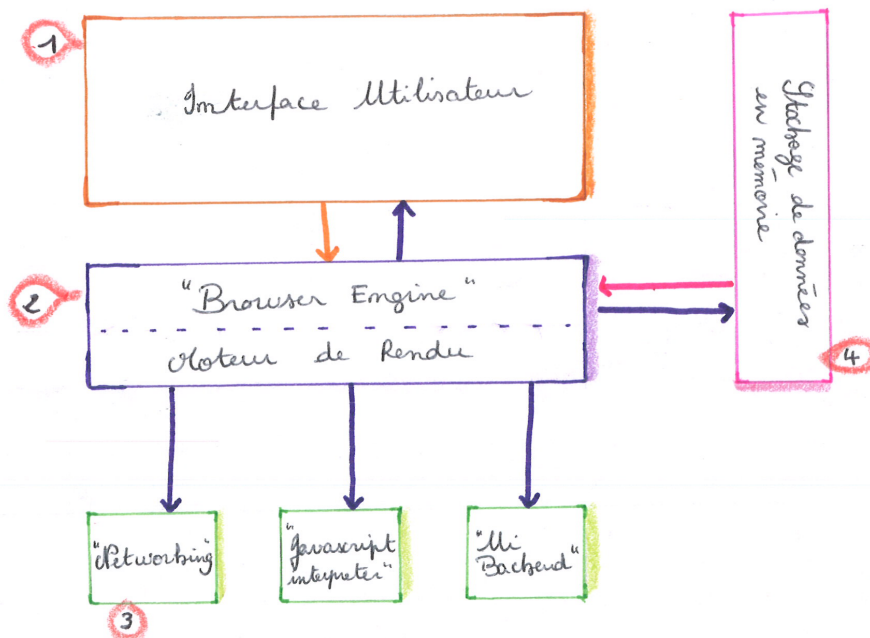 1
Interface Utilisateur
Stockage de données
en mémoire
2
"Browser Engine"
Moteur de Rendu
4
"Networking"
"Javascript
interpreter"
"Ui
Backend"
3